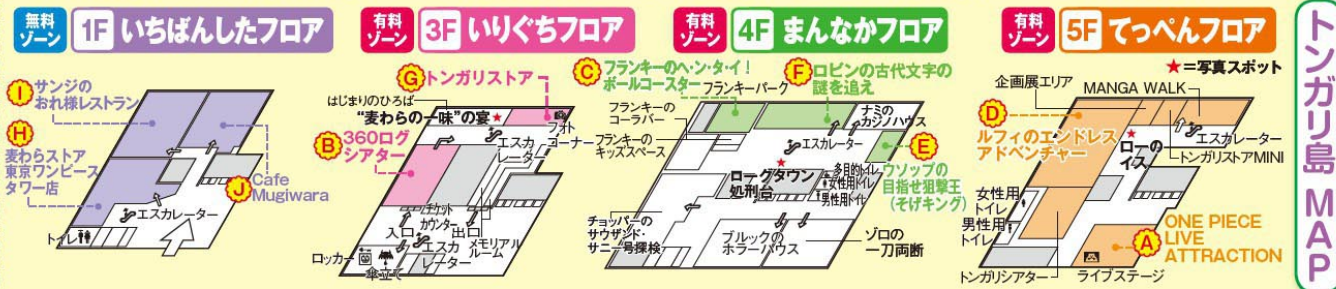 無料
ゾーン
1F いちばんしたフロア
I サンジの
おれ様レストラン
H
麦わらストア
東京ワンピース
タワー店
J Cafe
Mugiwara
エスカレーター
トイレ
有料
ゾーン
3F いりぐちフロア
G トンガリストア
はじまりのひろば
“麦わらの一味”の宴★
B 360ログ
シアター
フォト
コーナー
エスカ
レーター
チケット
カウンター
入口
出口
エスカ
レーター
メモリアル
ルーム
ロッカー
傘立て
有料
ゾーン
4F まんなかフロア
C フランキーのヘ・ン・タ・イ!
ボールコースター
フランキーパーク
F ロビンの古代文字の
謎を追え
フランキーの
コーラバー
フランキーの
キッズスペース
ナミの
カジノハウス
エスカレーター
★
ローグタウン
処刑台
多目的トイレ
女性用トイレ
男性用トイレ
E
ウソップの
目指せ狙撃王
(そげキング)
チョッパーの
サウザンド・
サニー号探検
ブルックの
ホラーハウス
ゾロの
一刀両断
有料
ゾーン
5F てっぺんフロア
★=写真スポット
企画展エリア
MANGA WALK
D
ルフィのエンドレス
アドベンチャー
★
ローの
イス
エスカレーター
トンガリストアMINI
女性用
トイレ
男性用
トイレ
A
ONE PIECE
LIVE
ATTRACTION
トンガリシアター
ライブステージ
トンガリ島 MAP